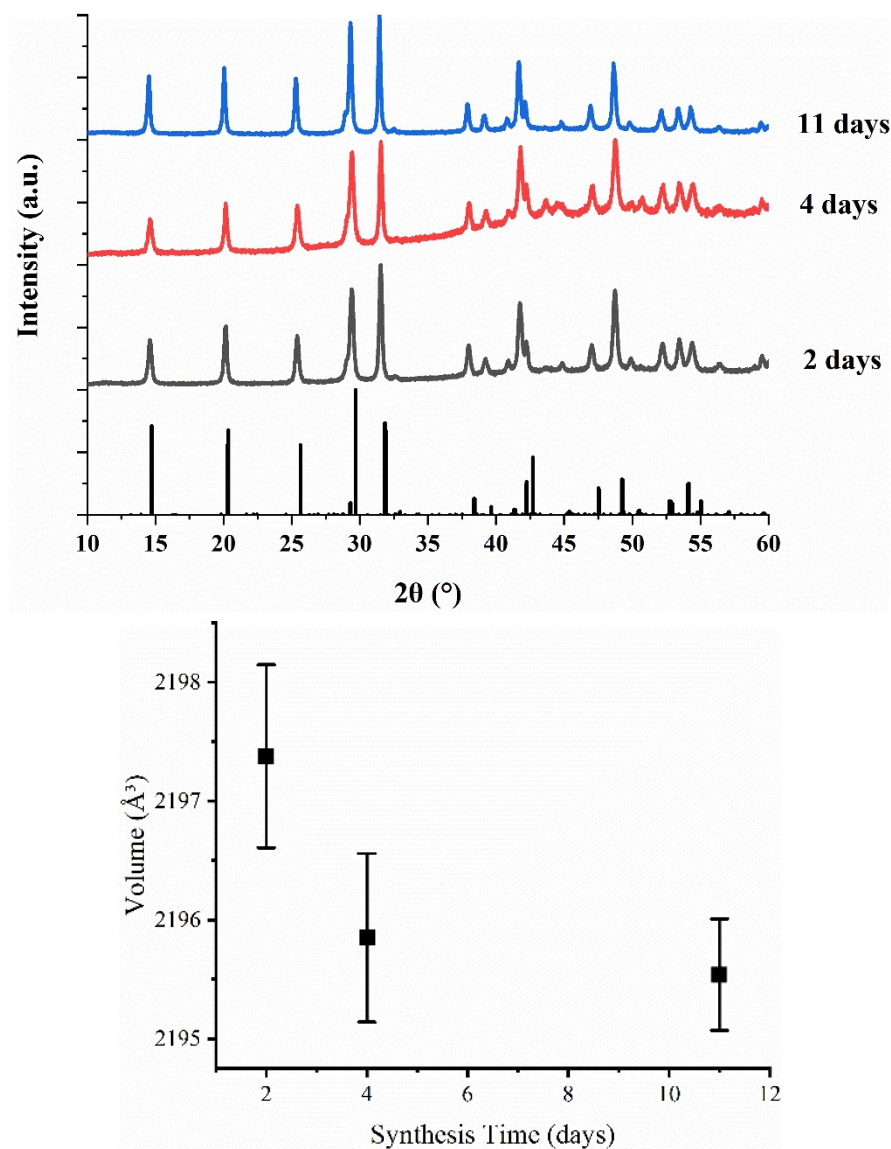 Intensity (a.u.)
11 days
4 days
2 days
10 15 20 25 30 35 40 45 50 55 60
2θ (°)
Volume (Å³)
2198
2197
2196
2195
2 4 6 8 10 12
Synthesis Time (days)